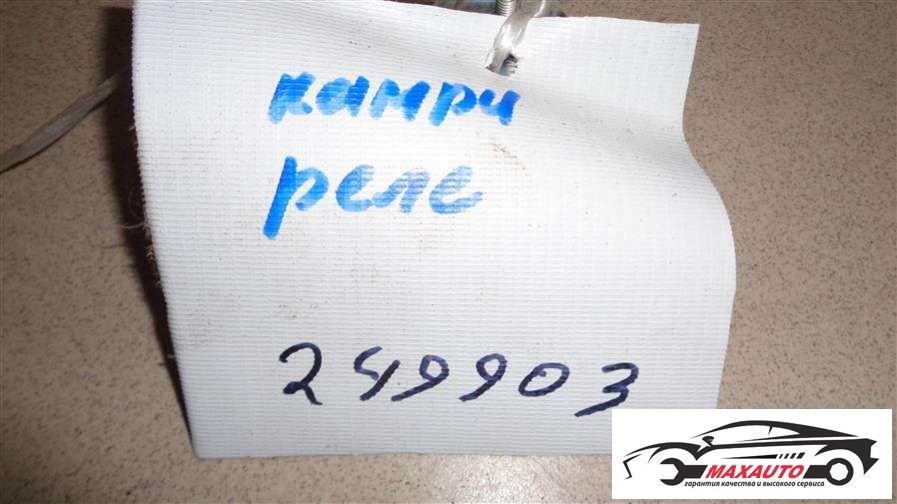 камри
реле
249903
MAXAUTO
гарантия качества и высокого сервиса